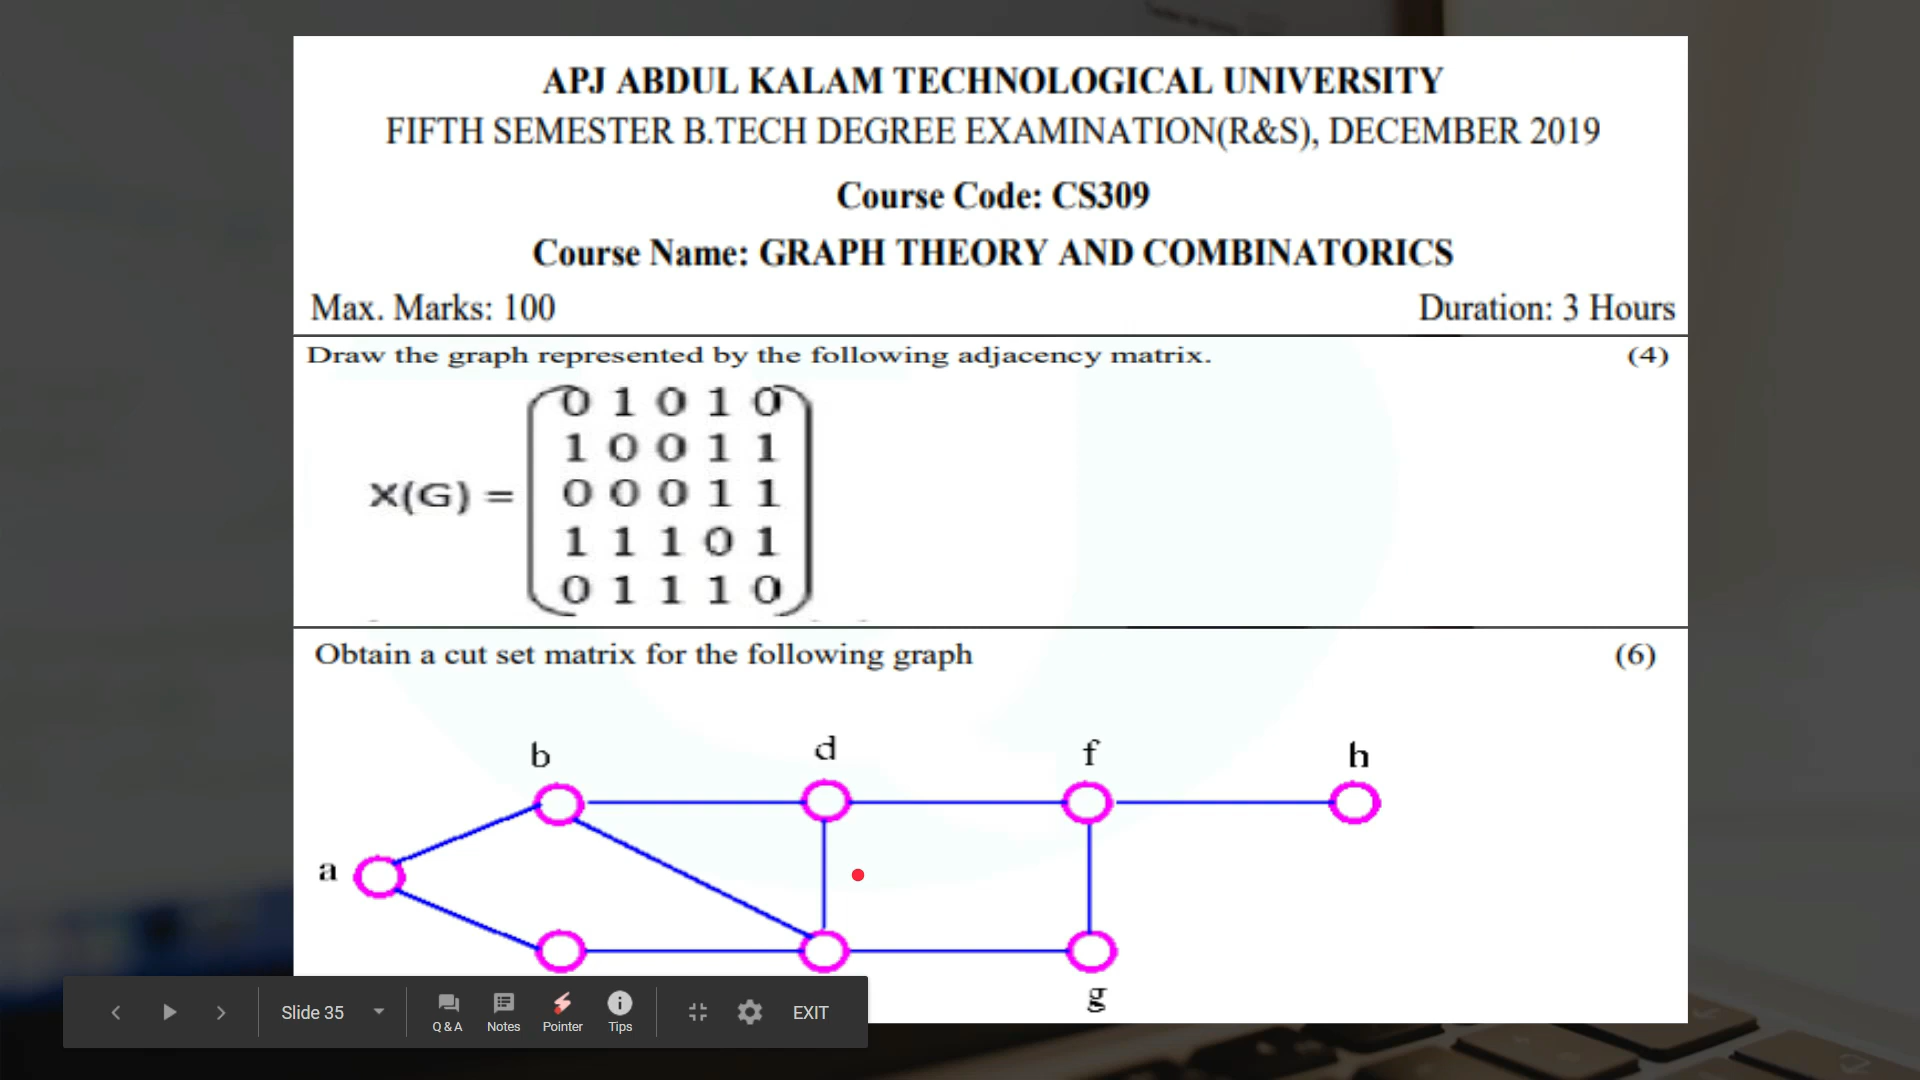 APJ ABDUL KALAM TECHNOLOGICAL UNIVERSITY
FIFTH SEMESTER B.TECH DEGREE EXAMINATION(R&S), DECEMBER 2019
Course Code: CS309
Course Name: GRAPH THEORY AND COMBINATORICS
Max. Marks: 100 Duration: 3 Hours
Draw the graph represented by the following adjacency matrix. (4)
0 1 0 1 0
1 0 0 1 1
X(G) = 0 0 0 1 1
1 1 1 0 1
0 1 1 1 0
Obtain a cut set matrix for the following graph (6)
b d f h
a
g
Slide 35 Q & A Notes Pointer Tips EXIT